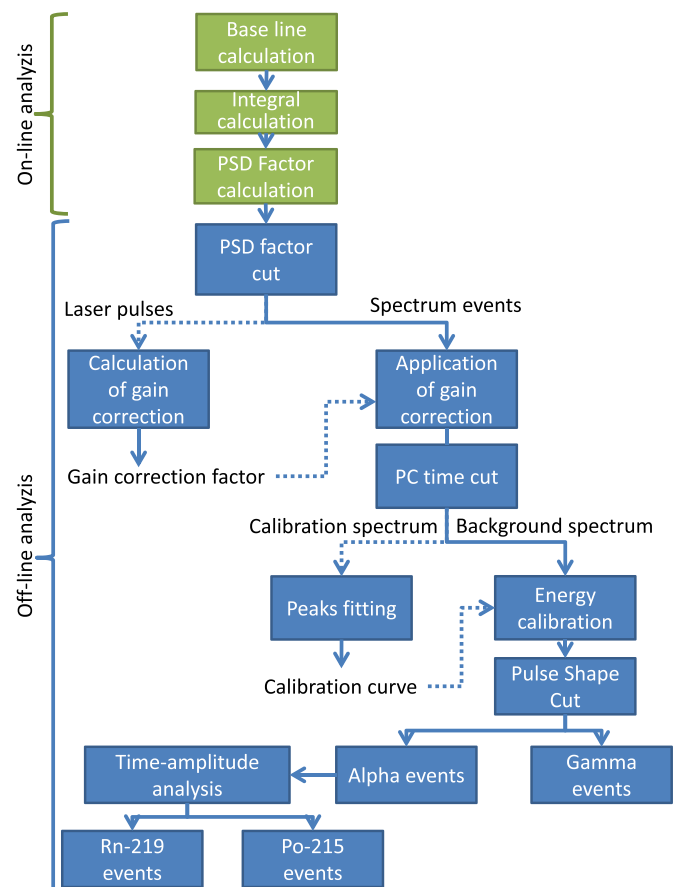 On-line analyzis
Base line
calculation
Integral
calculation
PSD Factor
calculation
Off-line analyzis
PSD factor
cut
Laser pulses
Spectrum events
Calculation
of gain
correction
Application
of gain
correction
Gain correction factor
PC time cut
Calibration spectrum
Background spectrum
Peaks fitting
Energy
calibration
Calibration curve
Pulse Shape
Cut
Time-amplitude
analysis
Alpha events
Gamma
events
Rn-219
events
Po-215
events